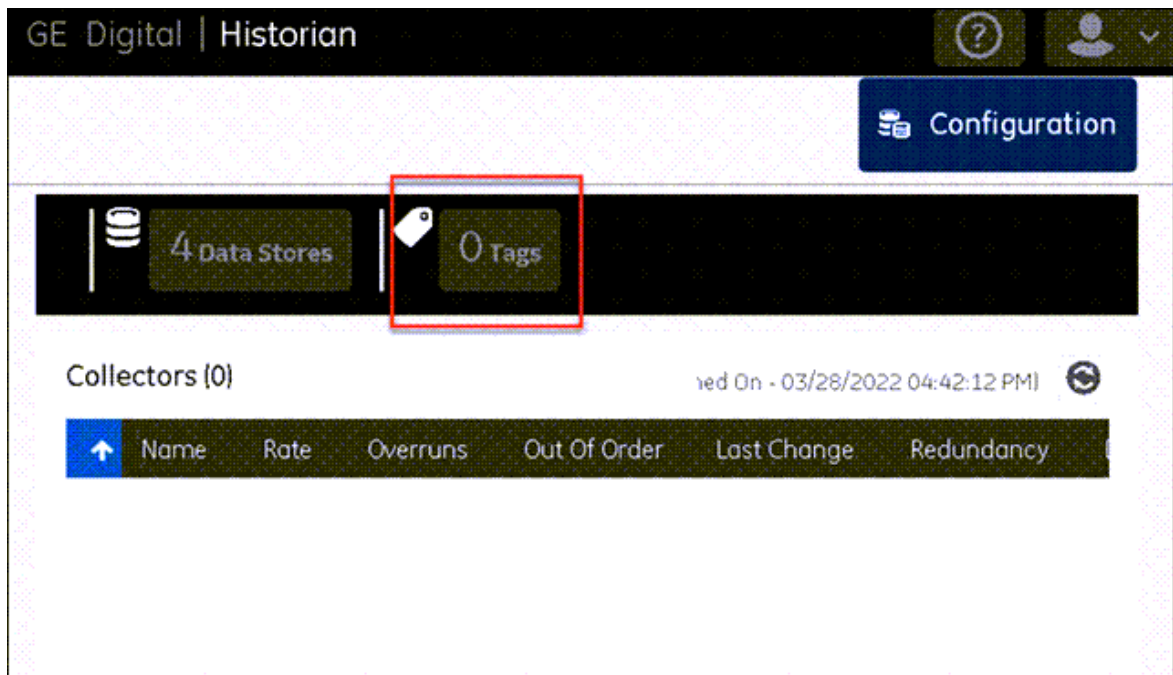 GE Digital | Historian
Configuration
4 Data Stores 0 Tags
Collectors (0) On - 03/28/2022 04:42:12 PM)
Name Rate Overruns Out Of Order Last Change Redundancy